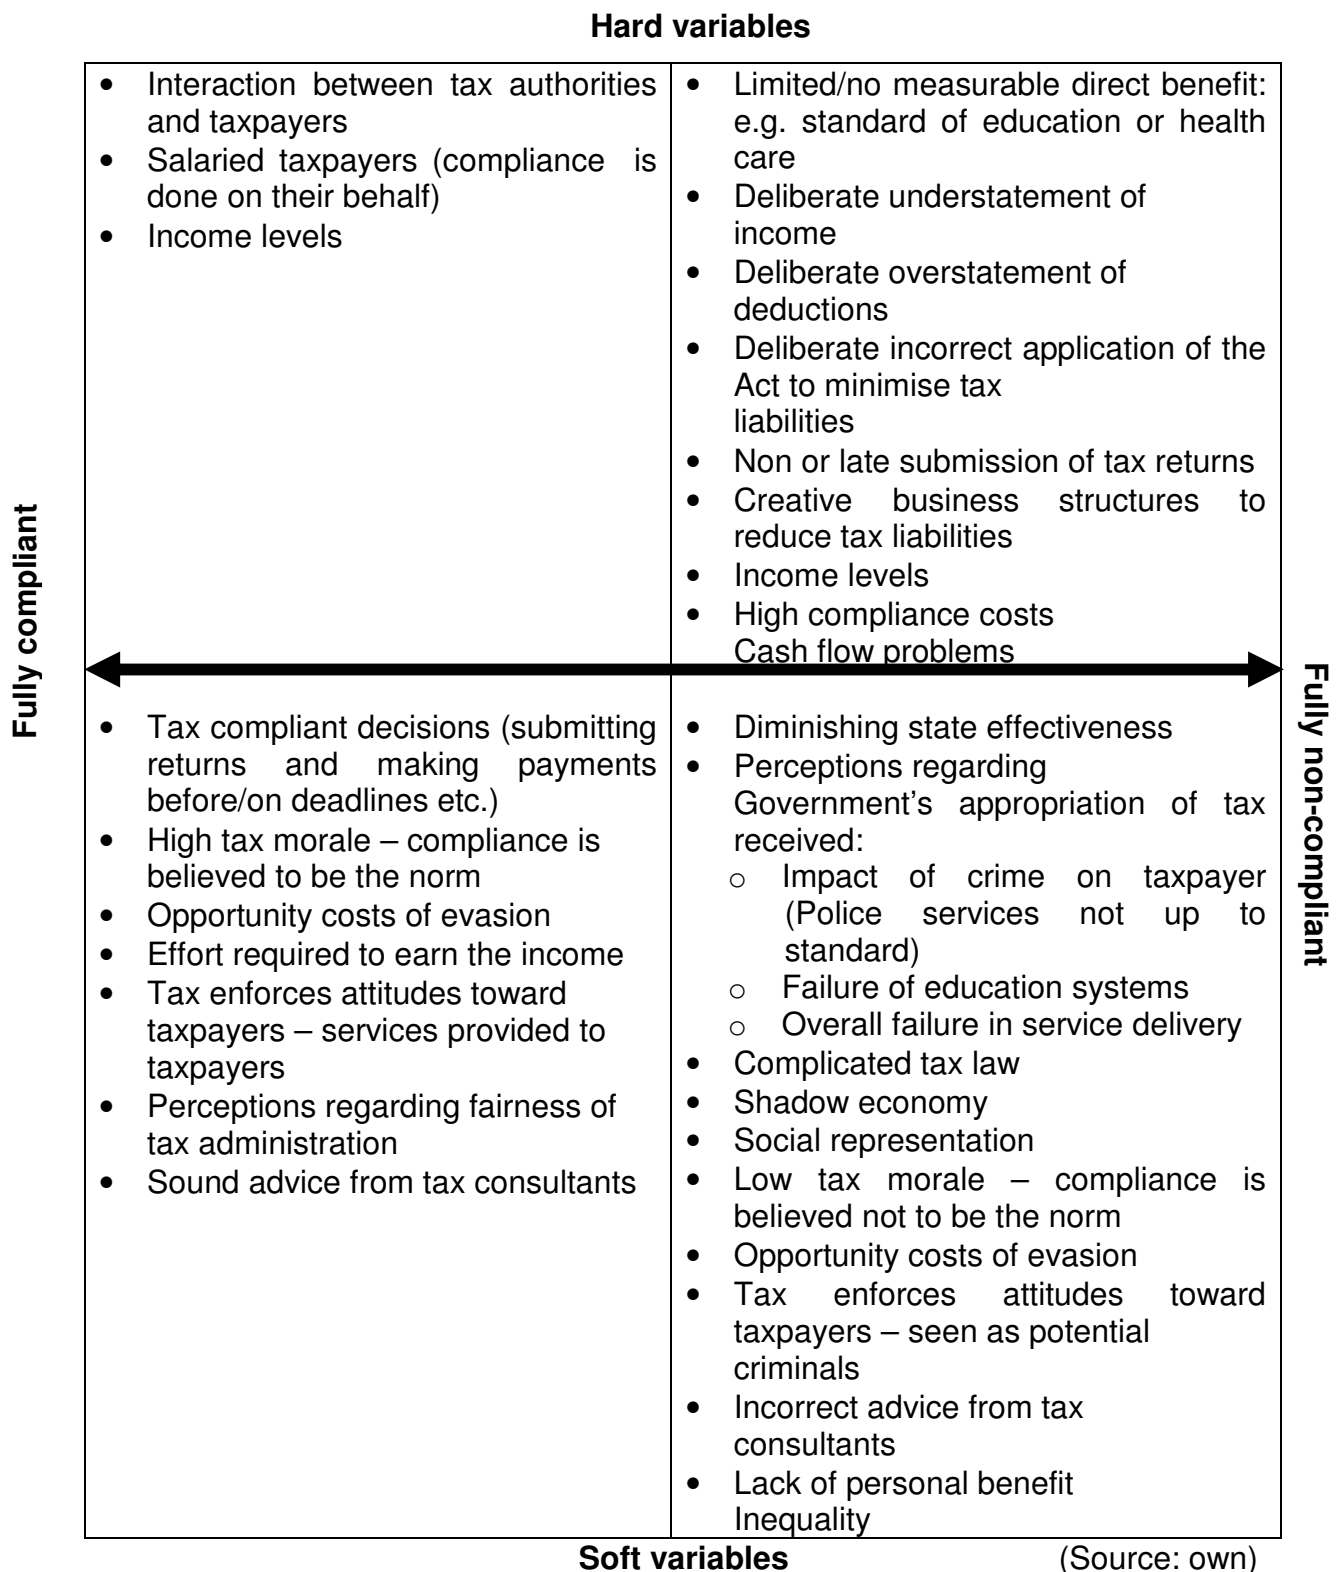 Hard variables
• Interaction between tax authorities
and taxpayers
• Salaried taxpayers (compliance is
done on their behalf)
• Income levels
• Limited/no measurable direct benefit:
e.g. standard of education or health
care
• Deliberate understatement of
income
• Deliberate overstatement of
deductions
• Deliberate incorrect application of the
Act to minimise tax
liabilities
• Non or late submission of tax returns
• Creative business structures to
reduce tax liabilities
• Income levels
• High compliance costs
Cash flow problems
Fully compliant
Fully non-compliant
• Tax compliant decisions (submitting
returns and making payments
before/on deadlines etc.)
• High tax morale – compliance is
believed to be the norm
• Opportunity costs of evasion
• Effort required to earn the income
• Tax enforces attitudes toward
taxpayers – services provided to
taxpayers
• Perceptions regarding fairness of
tax administration
• Sound advice from tax consultants
• Diminishing state effectiveness
• Perceptions regarding
Government’s appropriation of tax
received:
o Impact of crime on taxpayer
(Police services not up to
standard)
o Failure of education systems
o Overall failure in service delivery
• Complicated tax law
• Shadow economy
• Social representation
• Low tax morale – compliance is
believed not to be the norm
• Opportunity costs of evasion
• Tax enforces attitudes toward
taxpayers – seen as potential
criminals
• Incorrect advice from tax
consultants
• Lack of personal benefit
Inequality
Soft variables
(Source: own)